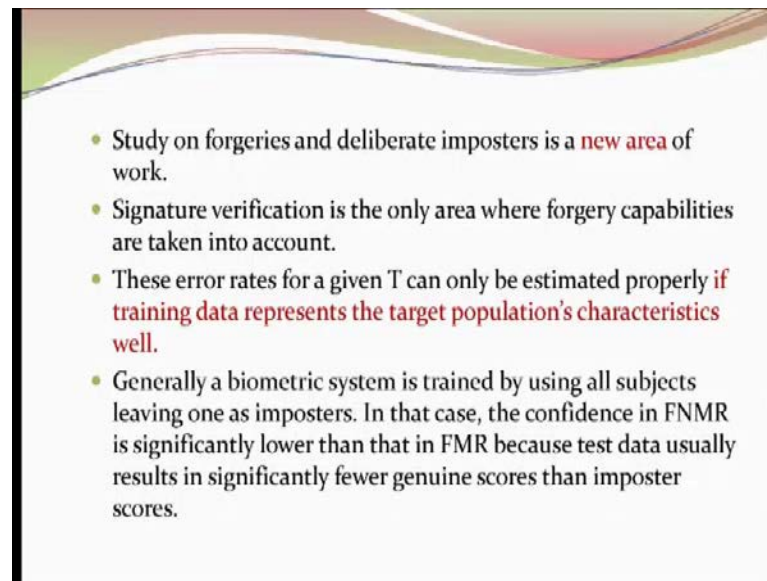 Study on forgeries and deliberate imposters is a new area of
work.
Signature verification is the only area where forgery capabilities
are taken into account.
These error rates for a given T can only be estimated properly if
training data represents the target population's characteristics
well.
Generally a biometric system is trained by using all subjects
leaving one as imposters. In that case, the confidence in FNMR
is significantly lower than that in FMR because test data usually
results in significantly fewer genuine scores than imposter
scores.